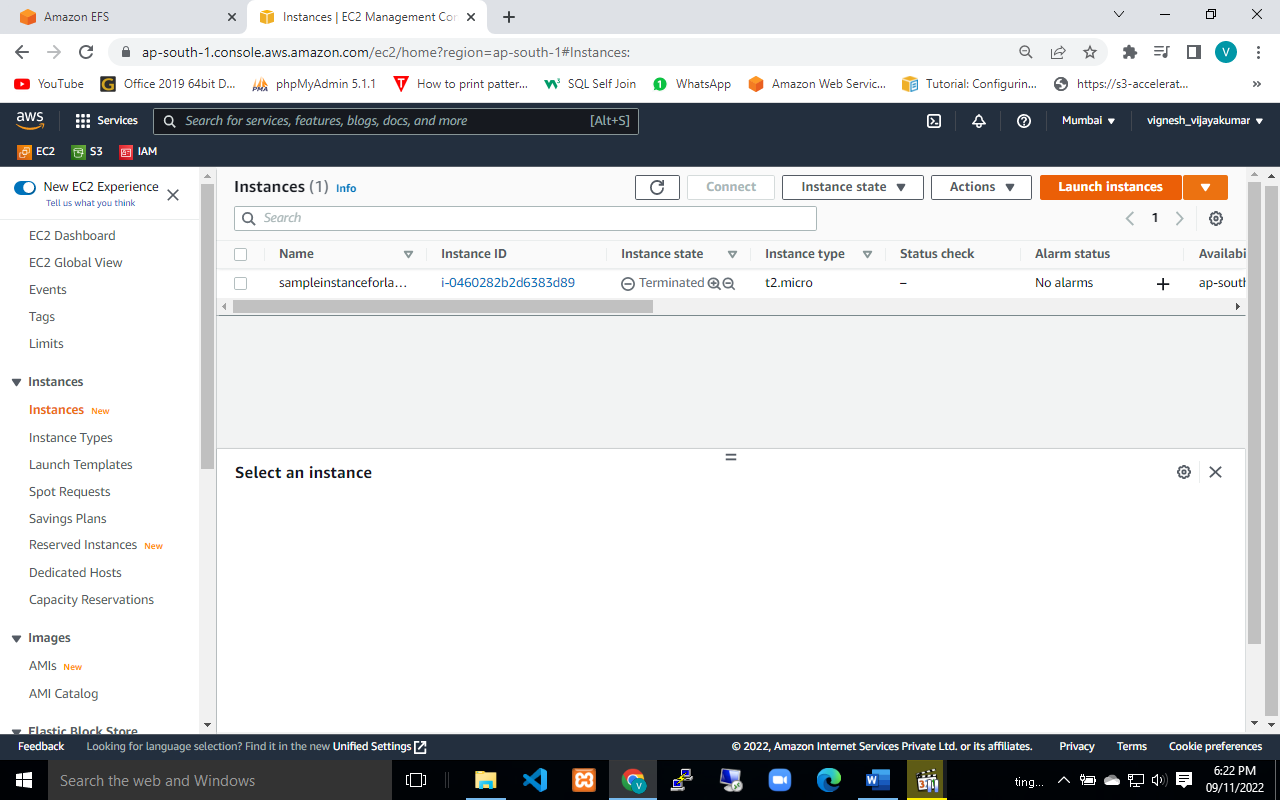 Amazon EFS
Instances | EC2 Management Con
ap-south-1.console.aws.amazon.com/ec2/home?region=ap-south-1#Instances:
V
YouTube
Office 2019 64bit D...
phpMyAdmin 5.1.1
How to print patter...
SQL Self Join
WhatsApp
Amazon Web Servic...
Tutorial: Configurin...
https://s3-accelerat...
»
aws
Services
Search for services, features, blogs, docs, and more
[Alt+S]
Mumbai
vignesh_vijayakumar
EC2
S3
IAM
New EC2 Experience
Tell us what you think
EC2 Dashboard
EC2 Global View
Events
Tags
Limits
Instances
Instances New
Instance Types
Launch Templates
Spot Requests
Savings Plans
Reserved Instances New
Dedicated Hosts
Capacity Reservations
Images
AMIs New
AMI Catalog
Elastic Block Store
Instances (1) Info
Connect
Instance state
Actions
Launch instances
Search
1
Name
Instance ID
Instance state
Instance type
Status check
Alarm status
Availabi
sampleinstanceforla...
i-0460282b2d6383d89
Terminated
t2.micro
–
No alarms
ap-south
Select an instance
Feedback
Looking for language selection? Find it in the new Unified Settings
© 2022, Amazon Internet Services Private Ltd. or its affiliates.
Privacy
Terms
Cookie preferences
Search the web and Windows
ting...
6:22 PM
09/11/2022